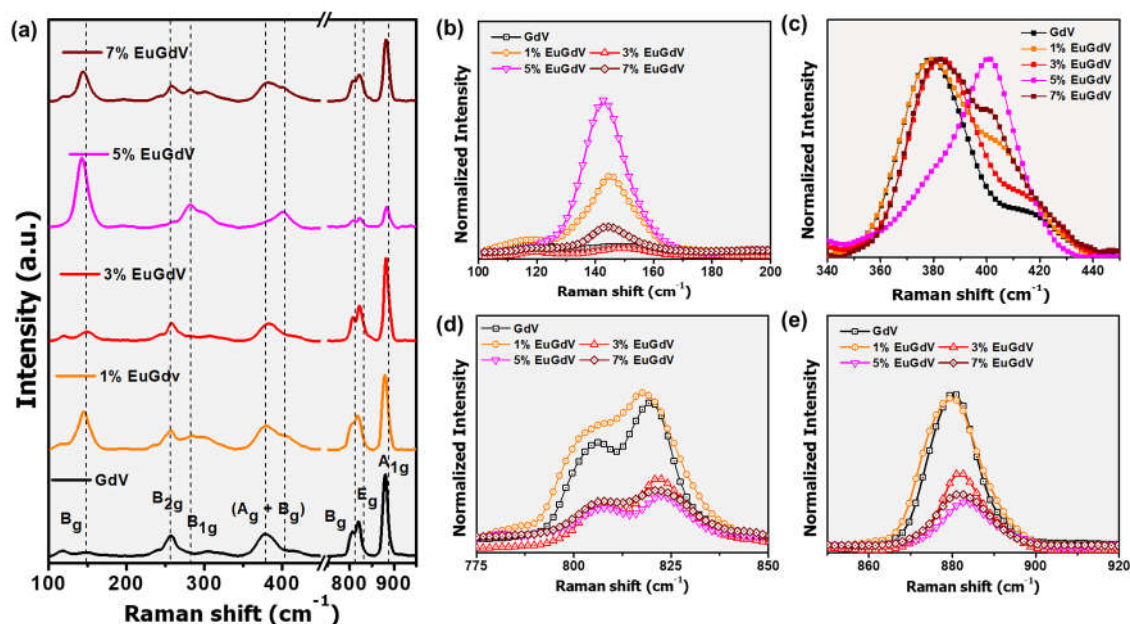 (a)
7% EuGdV
5% EuGdV
3% EuGdV
1% EuGdv
GdV
Bg
B2g
B1g
(Ag + Bg)
Bg
Eg
A1g
Intensity (a.u.)
100 200 300 400 800 900
Raman shift (cm-1)
(b)
GdV
1% EuGdV 3% EuGdV
5% EuGdV 7% EuGdV
Normalized Intensity
100 120 140 160 180 200
Raman shift (cm-1)
(c)
GdV
1% EuGdV
3% EuGdV
5% EuGdV
7% EuGdV
Normalized Intensity
340 360 380 400 420 440
Raman shift (cm-1)
(d)
GdV
1% EuGdV 3% EuGdV
5% EuGdV 7% EuGdV
Normalized Intensity
775 800 825 850
Raman shift (cm-1)
(e)
GdV
1% EuGdV 3% EuGdV
5% EuGdV 7% EuGdV
Normalized Intensity
860 880 900 920
Raman shift (cm-1)